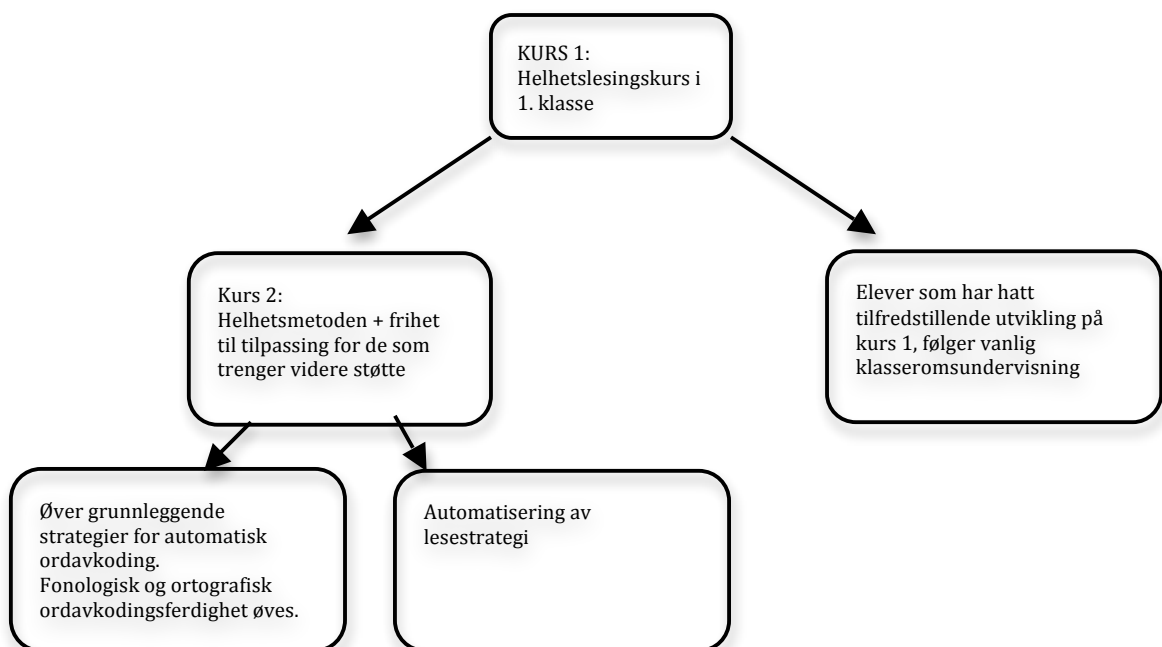 KURS 1:
Helhetslesingskurs i
1. klasse
Kurs 2:
Helhetsmetoden + frihet
til tilpassing for de som
trenger videre støtte
Elever som har hatt
tilfredstillende utvikling på
kurs 1, følger vanlig
klasseromsundervisning
Øver grunnleggende
strategier for automatisk
ordavkoding.
Fonologisk og ortografisk
ordavkodingsferdighet øves.
Automatisering av
lesestrategi